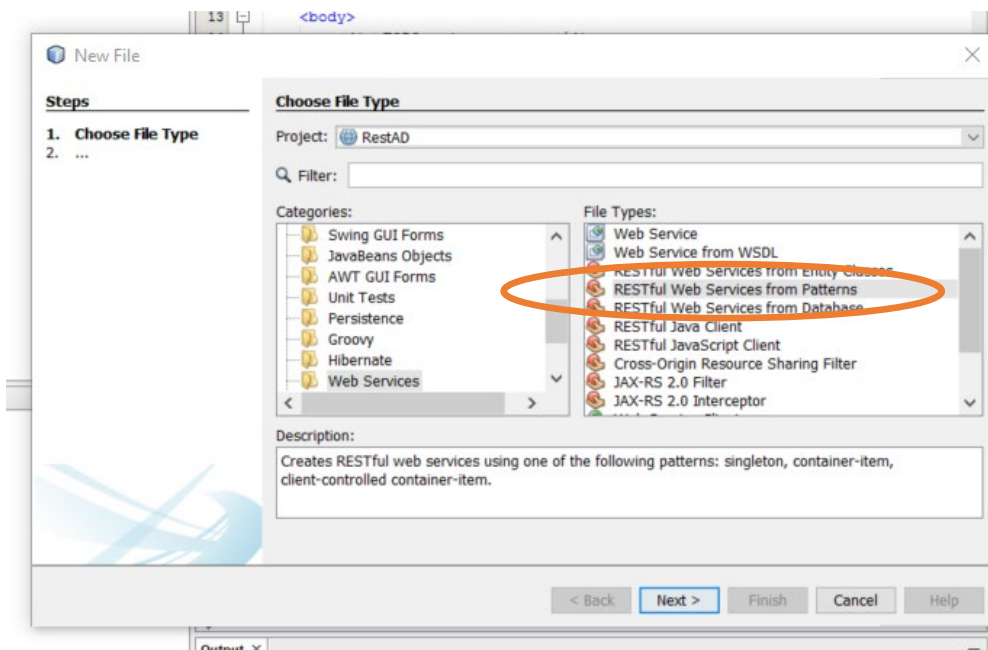 13
<body>
New File
Steps
1. Choose File Type
2. ...
Choose File Type
Project: RestAD
Filter:
Categories:
Swing GUI Forms
JavaBeans Objects
AWT GUI Forms
Unit Tests
Persistence
Groovy
Hibernate
Web Services
File Types:
Web Service
Web Service from WSDL
RESTful Web Services from Entity Classes
RESTful Web Services from Patterns
RESTful Web Services from Database
RESTful Java Client
RESTful JavaScript Client
Cross-Origin Resource Sharing Filter
JAX-RS 2.0 Filter
JAX-RS 2.0 Interceptor
Description:
Creates RESTful web services using one of the following patterns: singleton, container-item,
client-controlled container-item.
< Back Next > Finish Cancel Help
Output